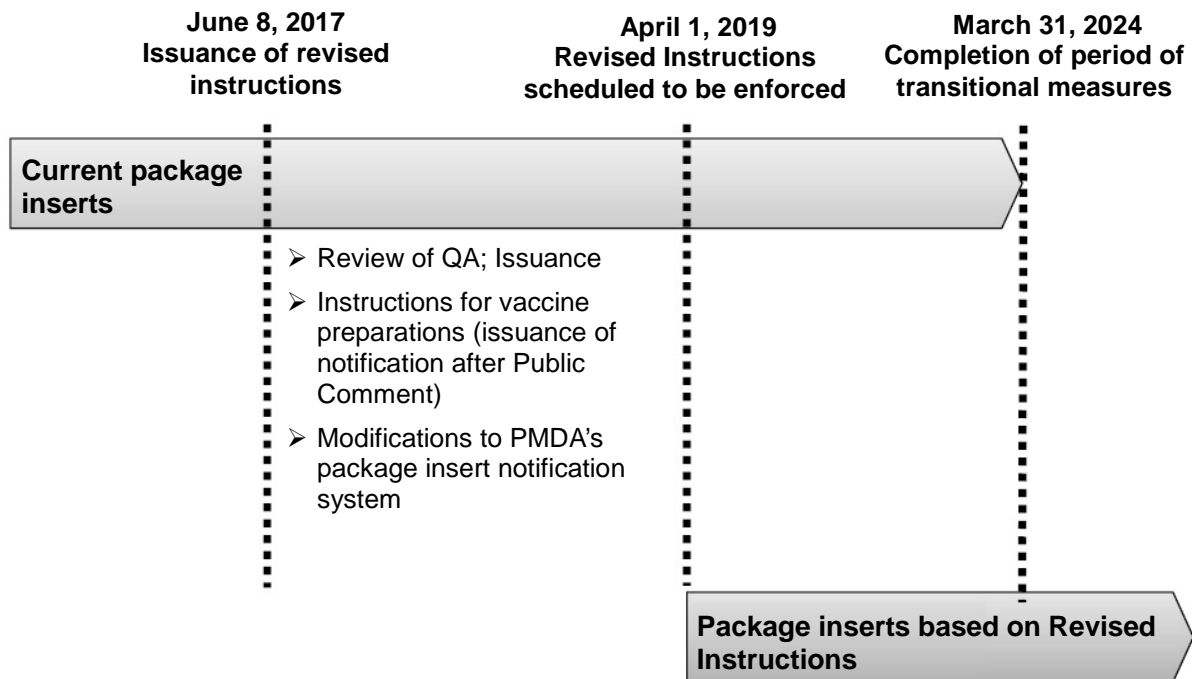 June 8, 2017
Issuance of revised
instructions
April 1, 2019
Revised Instructions
scheduled to be enforced
March 31, 2024
Completion of period of
transitional measures
Current package
inserts
➢ Review of QA; Issuance
➢ Instructions for vaccine
preparations (issuance of
notification after Public
Comment)
➢ Modifications to PMDA’s
package insert notification
system
Package inserts based on Revised
Instructions